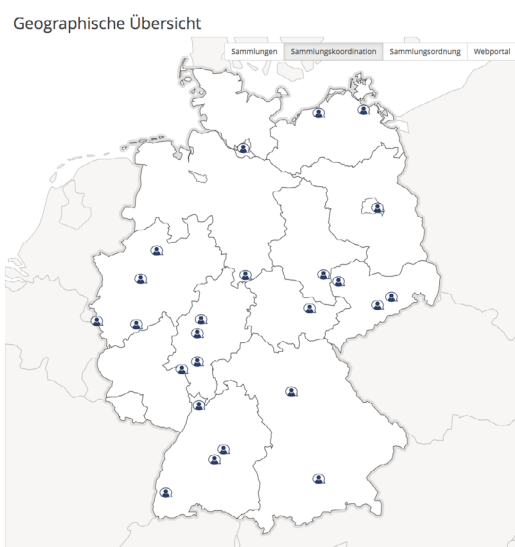 Geographische Übersicht
Sammlungen Sammlungskoordination Sammlungsordnung Webportal